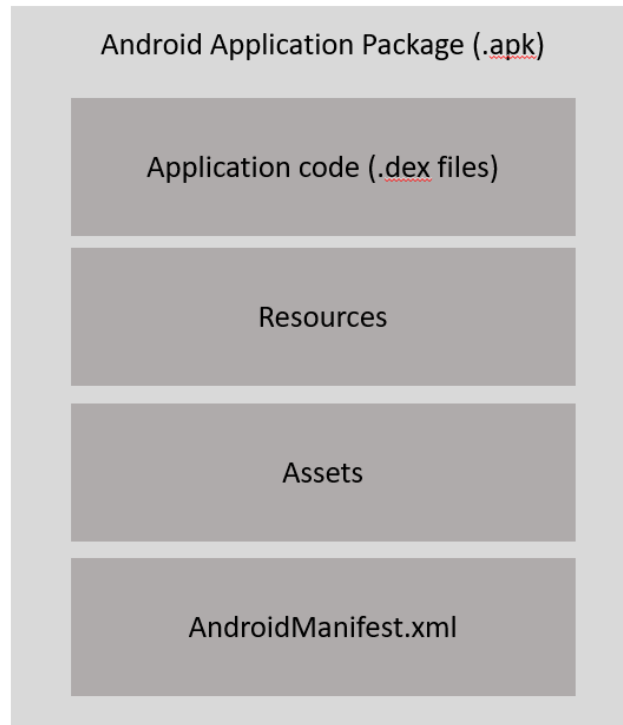 Android Application Package (.apk)
Application code (.dex files)
Resources
Assets
AndroidManifest.xml